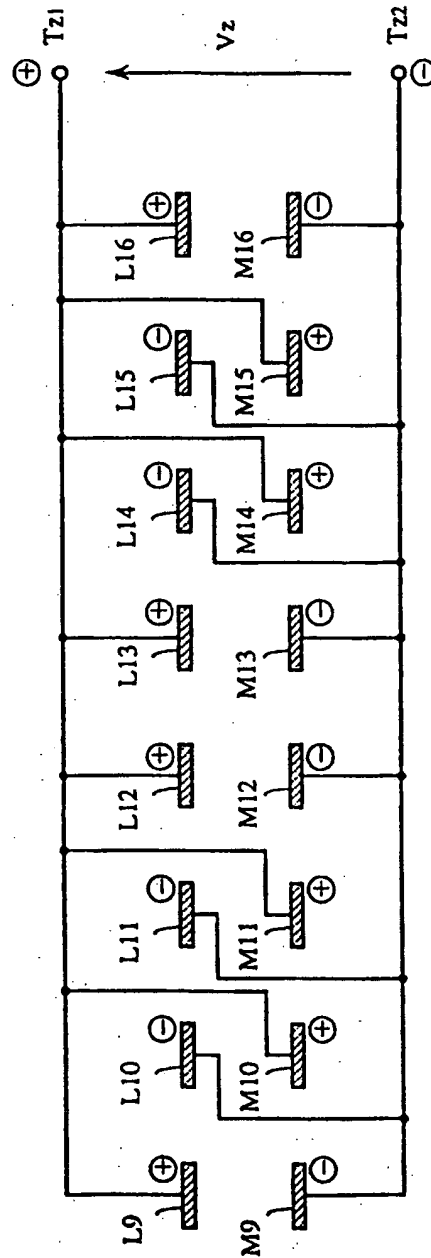 ⊕ Tz1
Vz
Tz2 ⊖
L9 ⊕
L10 ⊖
L11 ⊖
L12 ⊕
L13 ⊕
L14 ⊖
L15 ⊖
L16 ⊕
M9 ⊖
M10 ⊕
M11 ⊕
M12 ⊖
M13 ⊖
M14 ⊕
M15 ⊕
M16 ⊖